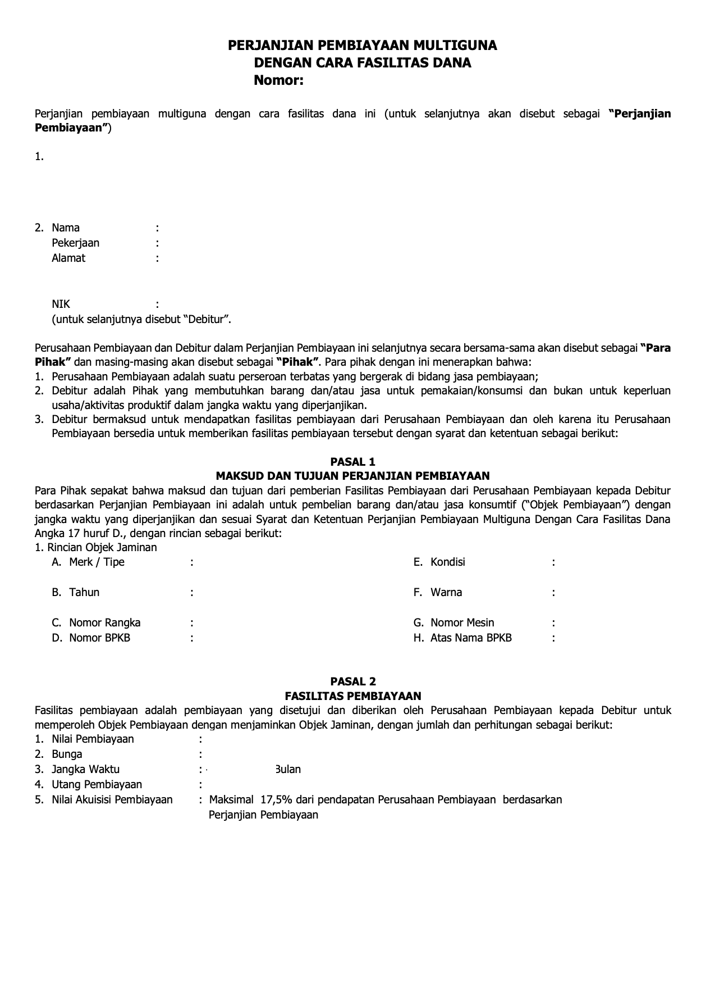 PERJANJIAN PEMBIAYAAN MULTIGUNA
DENGAN CARA FASILITAS DANA
Nomor:
Perjanjian pembiayaan multiguna dengan cara fasilitas dana ini (untuk selanjutnya akan disebut sebagai “Perjanjian
Pembiayaan”)
1.
2. Nama :
Pekerjaan :
Alamat :
NIK :
(untuk selanjutnya disebut “Debitur”.
Perusahaan Pembiayaan dan Debitur dalam Perjanjian Pembiayaan ini selanjutnya secara bersama-sama akan disebut sebagai “Para
Pihak” dan masing-masing akan disebut sebagai “Pihak”. Para pihak dengan ini menerapkan bahwa:
1. Perusahaan Pembiayaan adalah suatu perseroan terbatas yang bergerak di bidang jasa pembiayaan;
2. Debitur adalah Pihak yang membutuhkan barang dan/atau jasa untuk pemakaian/konsumsi dan bukan untuk keperluan
usaha/aktivitas produktif dalam jangka waktu yang diperjanjikan.
3. Debitur bermaksud untuk mendapatkan fasilitas pembiayaan dari Perusahaan Pembiayaan dan oleh karena itu Perusahaan
Pembiayaan bersedia untuk memberikan fasilitas pembiayaan tersebut dengan syarat dan ketentuan sebagai berikut:
PASAL 1
MAKSUD DAN TUJUAN PERJANJIAN PEMBIAYAAN
Para Pihak sepakat bahwa maksud dan tujuan dari pemberian Fasilitas Pembiayaan dari Perusahaan Pembiayaan kepada Debitur
berdasarkan Perjanjian Pembiayaan ini adalah untuk pembelian barang dan/atau jasa konsumtif (“Objek Pembiayaan”) dengan
jangka waktu yang diperjanjikan dan sesuai Syarat dan Ketentuan Perjanjian Pembiayaan Multiguna Dengan Cara Fasilitas Dana
Angka 17 huruf D., dengan rincian sebagai berikut:
1. Rincian Objek Jaminan
A. Merk / Tipe : E. Kondisi :
B. Tahun : F. Warna :
C. Nomor Rangka : G. Nomor Mesin :
D. Nomor BPKB : H. Atas Nama BPKB :
PASAL 2
FASILITAS PEMBIAYAAN
Fasilitas pembiayaan adalah pembiayaan yang disetujui dan diberikan oleh Perusahaan Pembiayaan kepada Debitur untuk
memperoleh Objek Pembiayaan dengan menjaminkan Objek Jaminan, dengan jumlah dan perhitungan sebagai berikut:
1. Nilai Pembiayaan :
2. Bunga :
3. Jangka Waktu : Bulan
4. Utang Pembiayaan :
5. Nilai Akuisisi Pembiayaan : Maksimal 17,5% dari pendapatan Perusahaan Pembiayaan berdasarkan
Perjanjian Pembiayaan